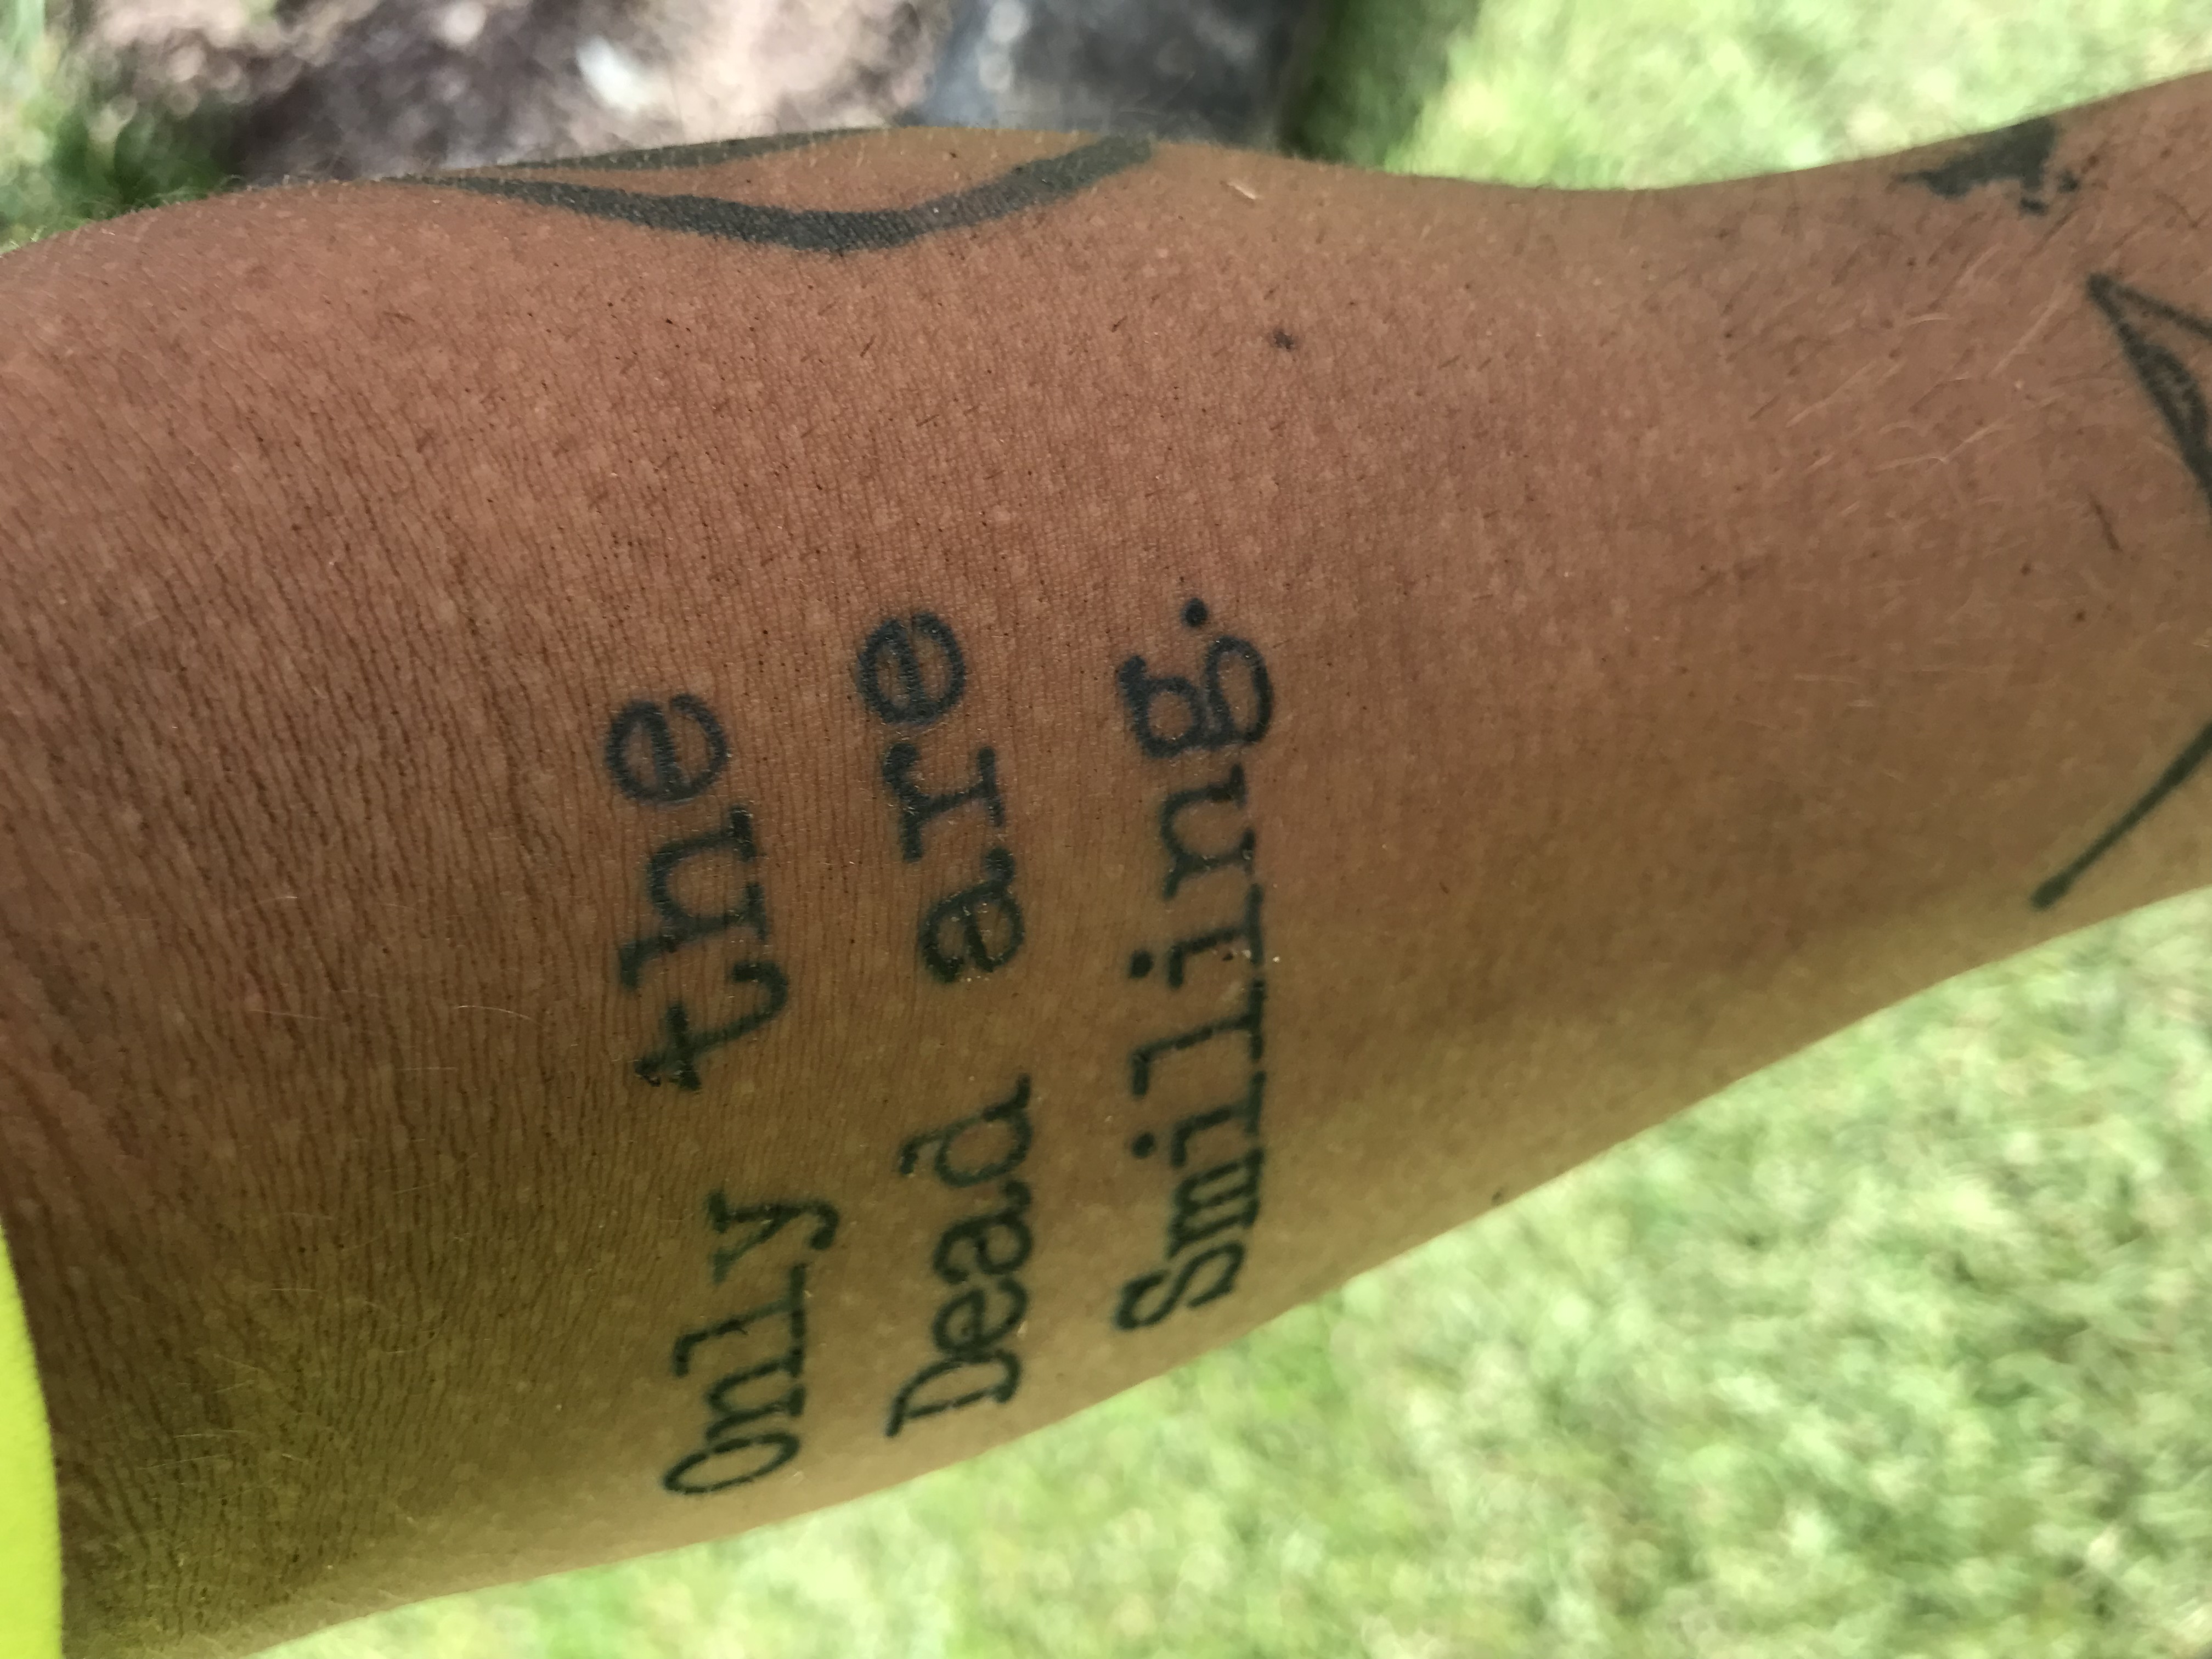 Only the
Dead are
Smiling.